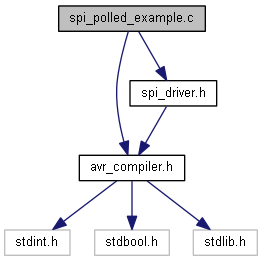 spi_polled_example.c
spi_driver.h
avr_compiler.h
stdint.h
stdbool.h
stdlib.h